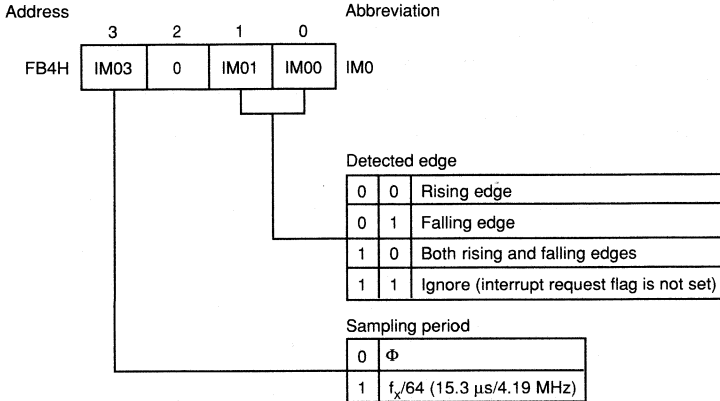 Address Abbreviation
3 2 1 0
FB4H IM03 0 IM01 IM00 IM0
Detected edge
0 0 Rising edge
0 1 Falling edge
1 0 Both rising and falling edges
1 1 Ignore (interrupt request flag is not set)
Sampling period
0 Φ
1 fx/64 (15.3 µs/4.19 MHz)